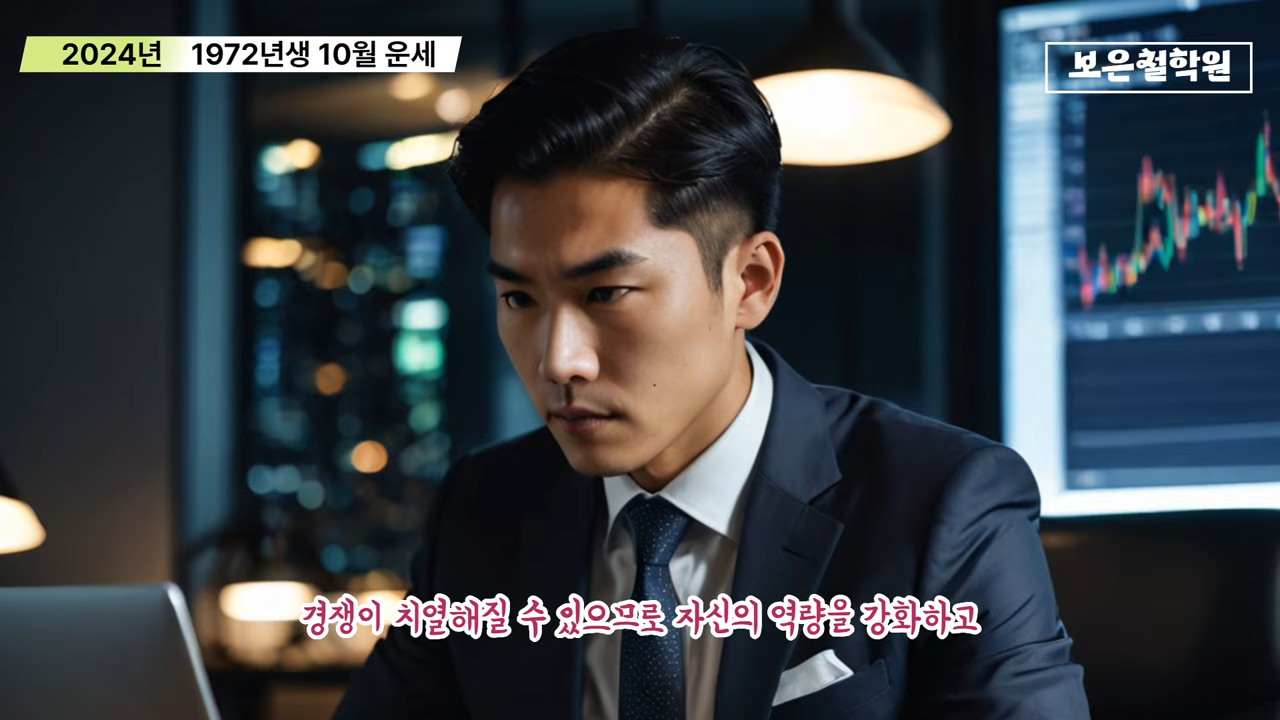 2024년 1972년생 10월 운세
보은철학원
경쟁이 치열해질 수 있으므로 자신의 역량을 강화하고